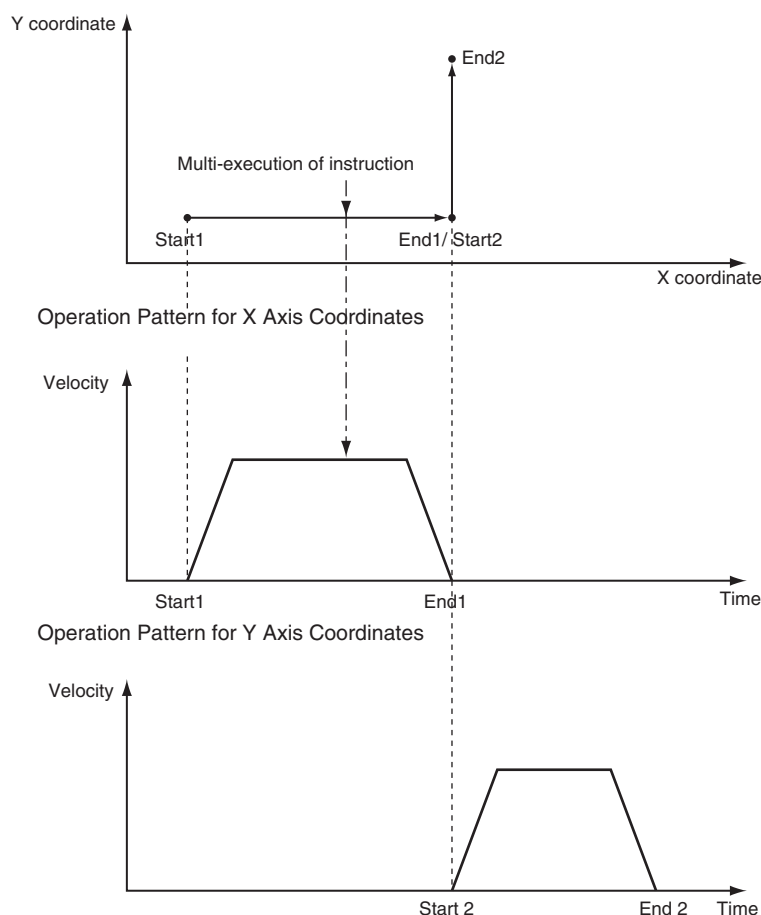 Y coordinate
End2
Multi-execution of instruction
Start1
End1/ Start2
X coordinate
Operation Pattern for X Axis Coordinates
Velocity
Start1
End1
Time
Operation Pattern for Y Axis Coordinates
Velocity
Start 2
End 2
Time